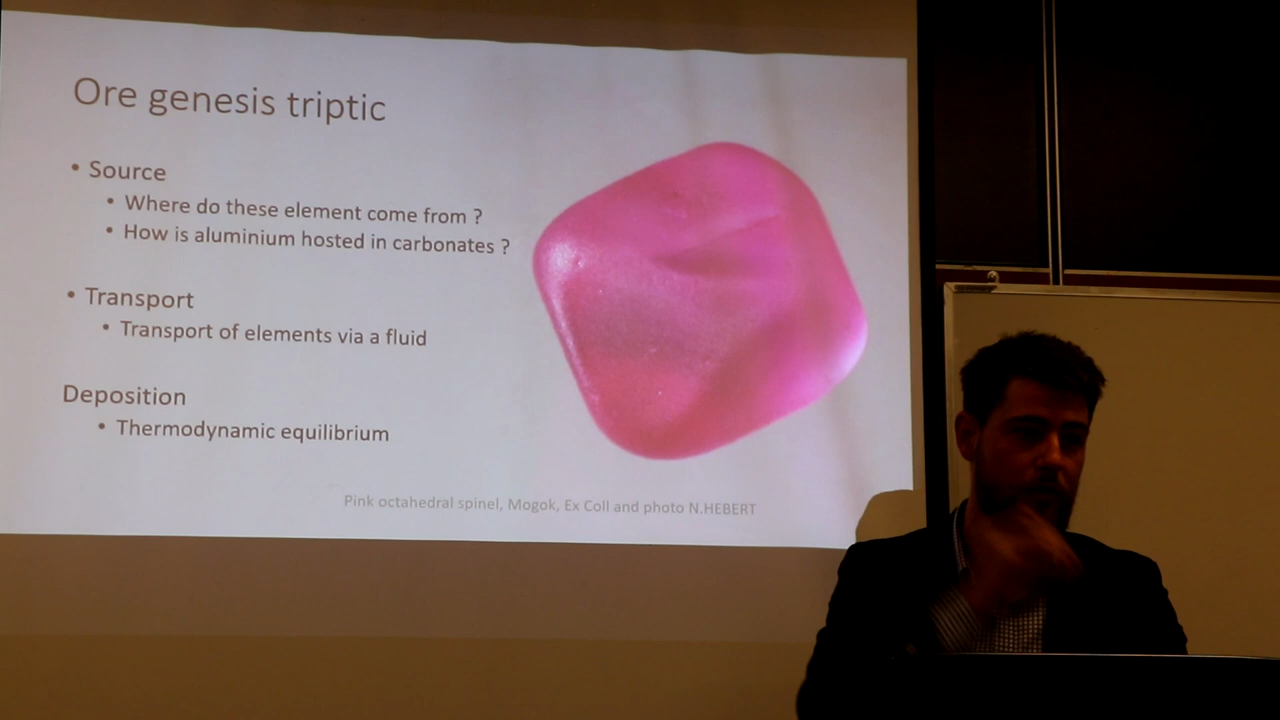 Ore genesis triptic
• Source
• Where do these element come from ?
• How is aluminium hosted in carbonates ?
• Transport
• Transport of elements via a fluid
Deposition
• Thermodynamic equilibrium
Pink octahedral spinel, Mogok, Ex Coll and photo N.HEBERT